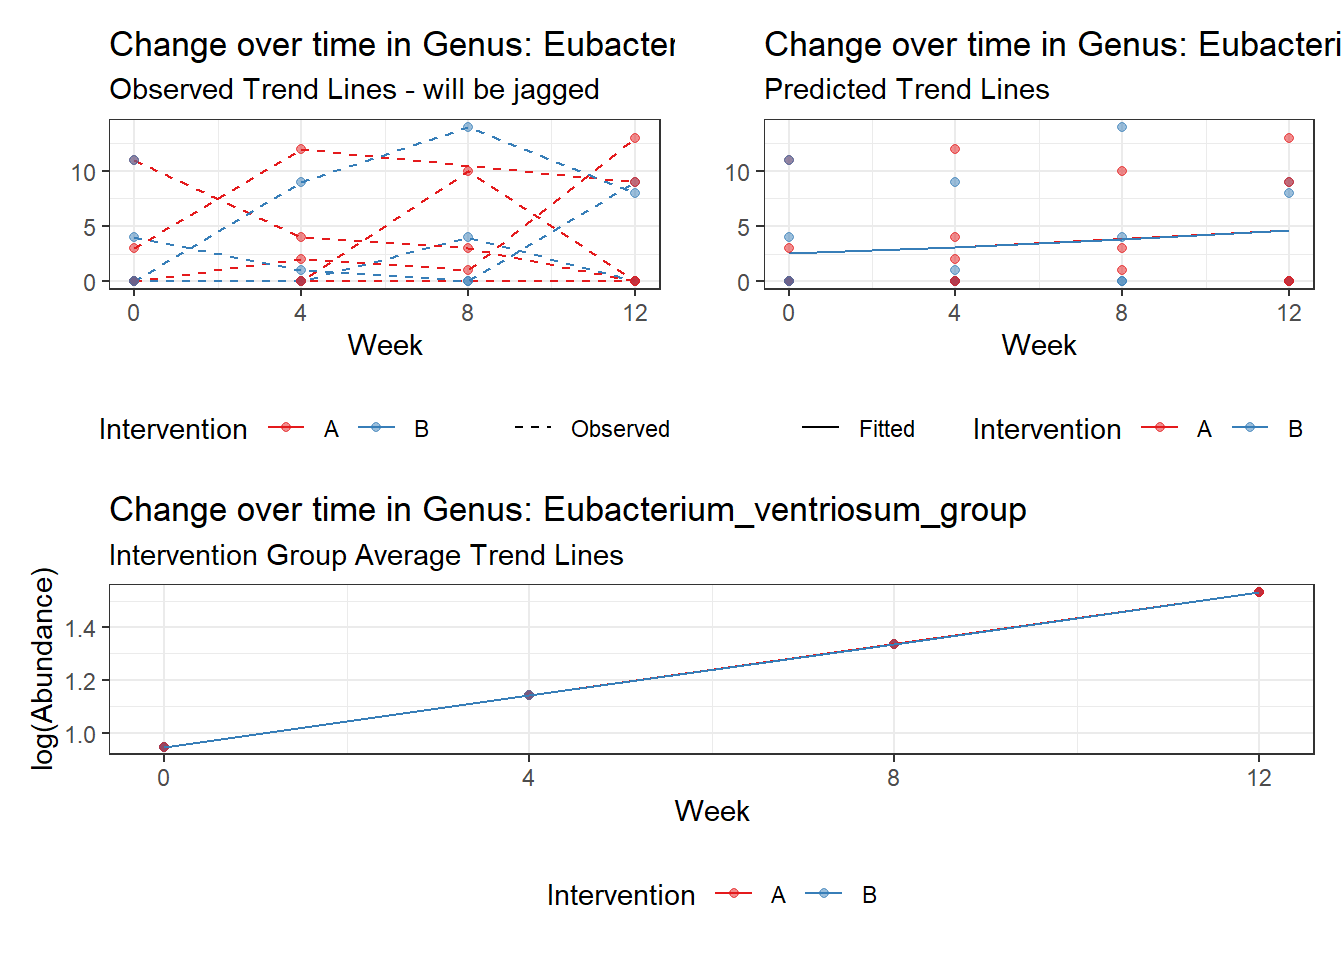 Change over time in Genus: Eubacter
Observed Trend Lines - will be jagged
10
5
0
0 4 8 12
Week
Intervention A B Observed
Change over time in Genus: Eubacteri
Predicted Trend Lines
10
5
0
0 4 8 12
Week
Fitted Intervention A B
Change over time in Genus: Eubacterium_ventriosum_group
Intervention Group Average Trend Lines
log(Abundance)
1.4
1.2
1.0
0 4 8 12
Week
Intervention A B